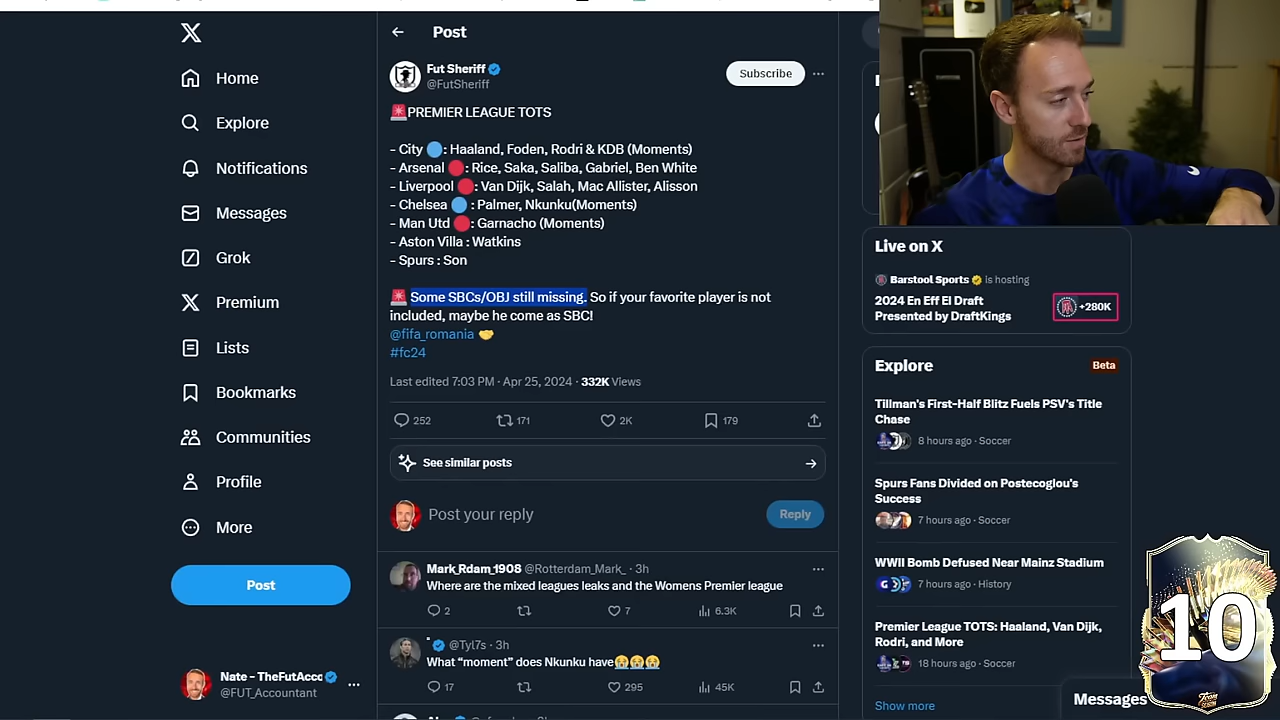 Home
Explore
Notifications
Messages
Grok
Premium
Lists
Bookmarks
Communities
Profile
More
Post
Nate - TheFutAcc
@FUT_Accountant
Post
Fut Sheriff
@FutSheriff
Subscribe
🚨PREMIER LEAGUE TOTS
- City 🔵: Haaland, Foden, Rodri & KDB (Moments)
- Arsenal 🔴: Rice, Saka, Saliba, Gabriel, Ben White
- Liverpool 🔴: Van Dijk, Salah, Mac Allister, Alisson
- Chelsea 🔵 : Palmer, Nkunku(Moments)
- Man Utd 🔴: Garnacho (Moments)
- Aston Villa : Watkins
- Spurs : Son
🚨 Some SBCs/OBJ still missing. So if your favorite player is not
included, maybe he come as SBC!
@fifa_romania 🤝
#fc24
Last edited 7:03 PM · Apr 25, 2024 · 332K Views
252 171 2K 179
See similar posts
Post your reply
Reply
Mark_Rdam_1908 @Rotterdam_Mark_ · 3h
Where are the mixed leagues leaks and the Womens Premier league
2 7 6.3K
@Tyl7s · 3h
What “moment” does Nkunku have😭😭😭
17 295 45K
Live on X
Barstool Sports is hosting
2024 En Eff El Draft
Presented by DraftKings
+280K
Explore
Beta
Tillman's First-Half Blitz Fuels PSV's Title
Chase
8 hours ago · Soccer
Spurs Fans Divided on Postecoglou's
Success
7 hours ago · Soccer
WWII Bomb Defused Near Mainz Stadium
7 hours ago · History
Premier League TOTS: Haaland, Van Dijk,
Rodri, and More
18 hours ago · Soccer
Show more
Messages
10